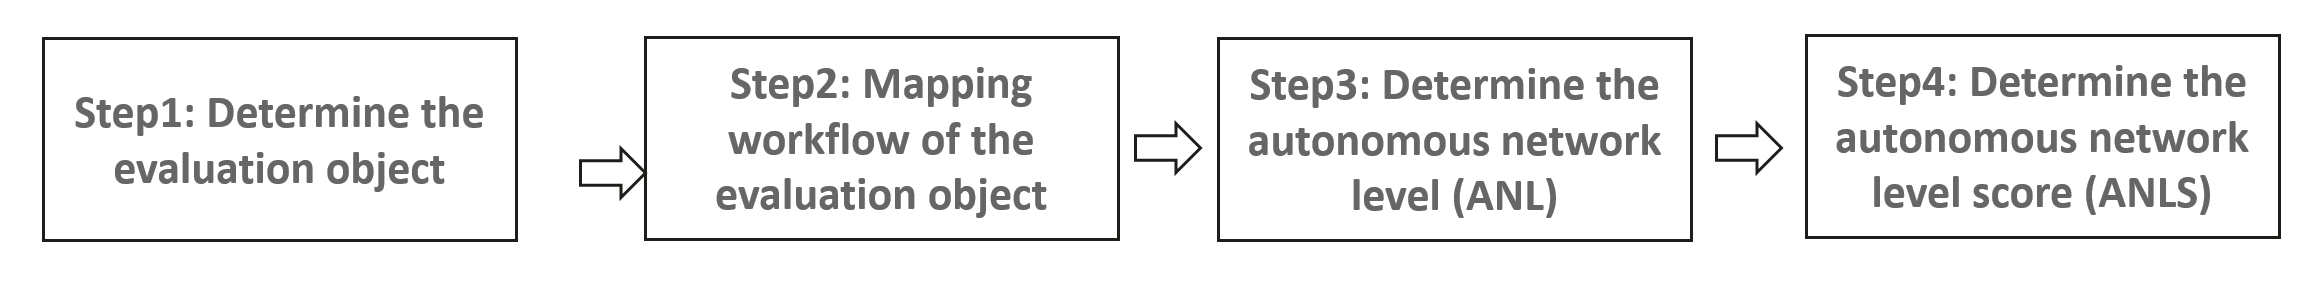 Step1: Determine the
evaluation object
Step2: Mapping
workflow of the
evaluation object
Step3: Determine the
autonomous network
level (ANL)
Step4: Determine the
autonomous network
level score (ANLS)